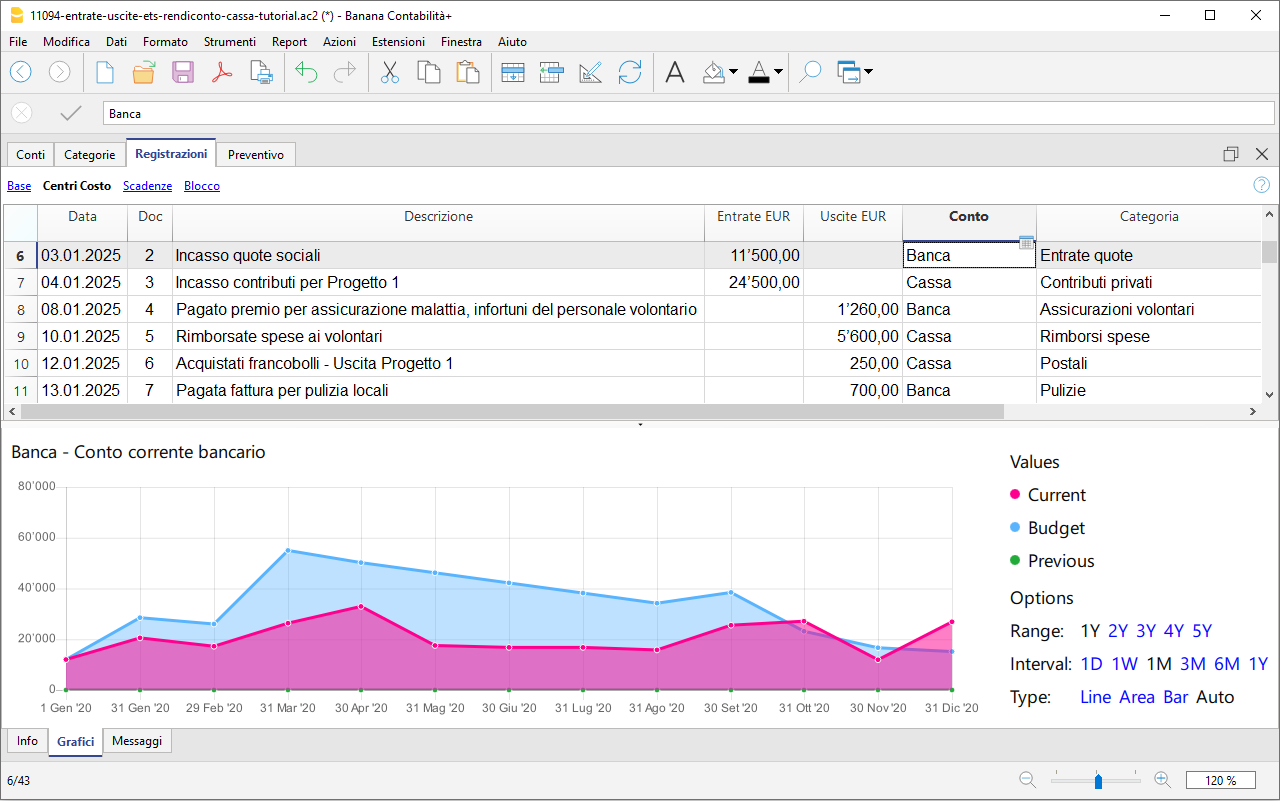 11094-entrate-uscite-ets-rendiconto-cassa-tutorial.ac2 (*) - Banana Contabilità+
File Modifica Dati Formato Strumenti Report Azioni Estensioni Finestra Aiuto
Banca
Conti Categorie Registrazioni Preventivo
Base Centri Costo Scadenze Blocco
Data Doc Descrizione Entrate EUR Uscite EUR Conto Categoria
6 03.01.2025 2 Incasso quote sociali 11’500,00 Banca Entrate quote
7 04.01.2025 3 Incasso contributi per Progetto 1 24’500,00 Cassa Contributi privati
8 08.01.2025 4 Pagato premio per assicurazione malattia, infortuni del personale volontario 1’260,00 Banca Assicurazioni volontari
9 10.01.2025 5 Rimborsate spese ai volontari 5’600,00 Cassa Rimborsi spese
10 12.01.2025 6 Acquistati francobolli - Uscita Progetto 1 250,00 Cassa Postali
11 13.01.2025 7 Pagata fattura per pulizia locali 700,00 Banca Pulizie
Banca - Conto corrente bancario
80’000
60’000
40’000
20’000
0
1 Gen '20 31 Gen '20 29 Feb '20 31 Mar '20 30 Apr '20 31 Mag '20 30 Giu '20 31 Lug '20 31 Ago '20 30 Set '20 31 Ott '20 30 Nov '20 31 Dic '20
Values
Current
Budget
Previous
Options
Range: 1Y 2Y 3Y 4Y 5Y
Interval: 1D 1W 1M 3M 6M 1Y
Type: Line Area Bar Auto
Info Grafici Messaggi
6/43
120 %